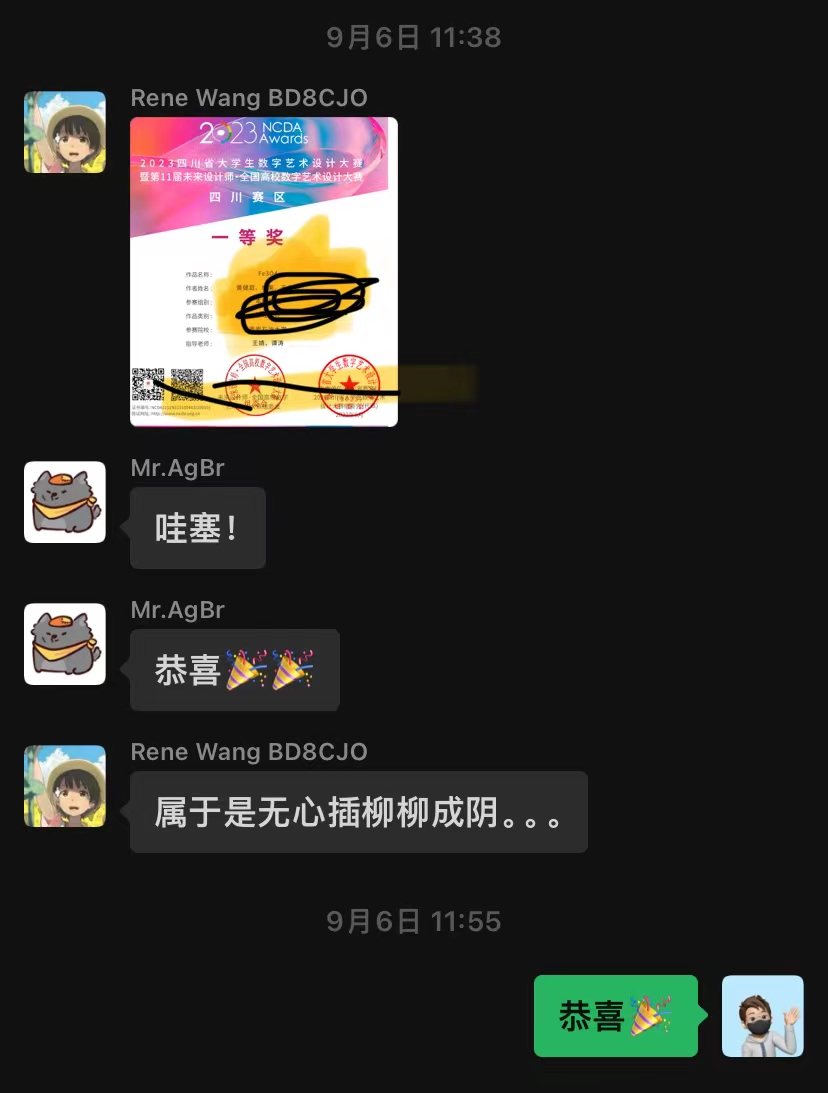 9月6日 11:38
Rene Wang BD8CJO
2023 NCDA Awards
2023四川省大学生数字艺术设计大赛
暨第11届未来设计师·全国高校数字艺术设计大赛
四川赛区
一等奖
作品名称:
作者姓名:
参赛组别:
作品类别:
参赛院校:
指导老师:
Mr.AgBr
哇塞!
Mr.AgBr
恭喜🎉🎉
Rene Wang BD8CJO
属于是无心插柳柳成阴。。。
9月6日 11:55
恭喜🎉